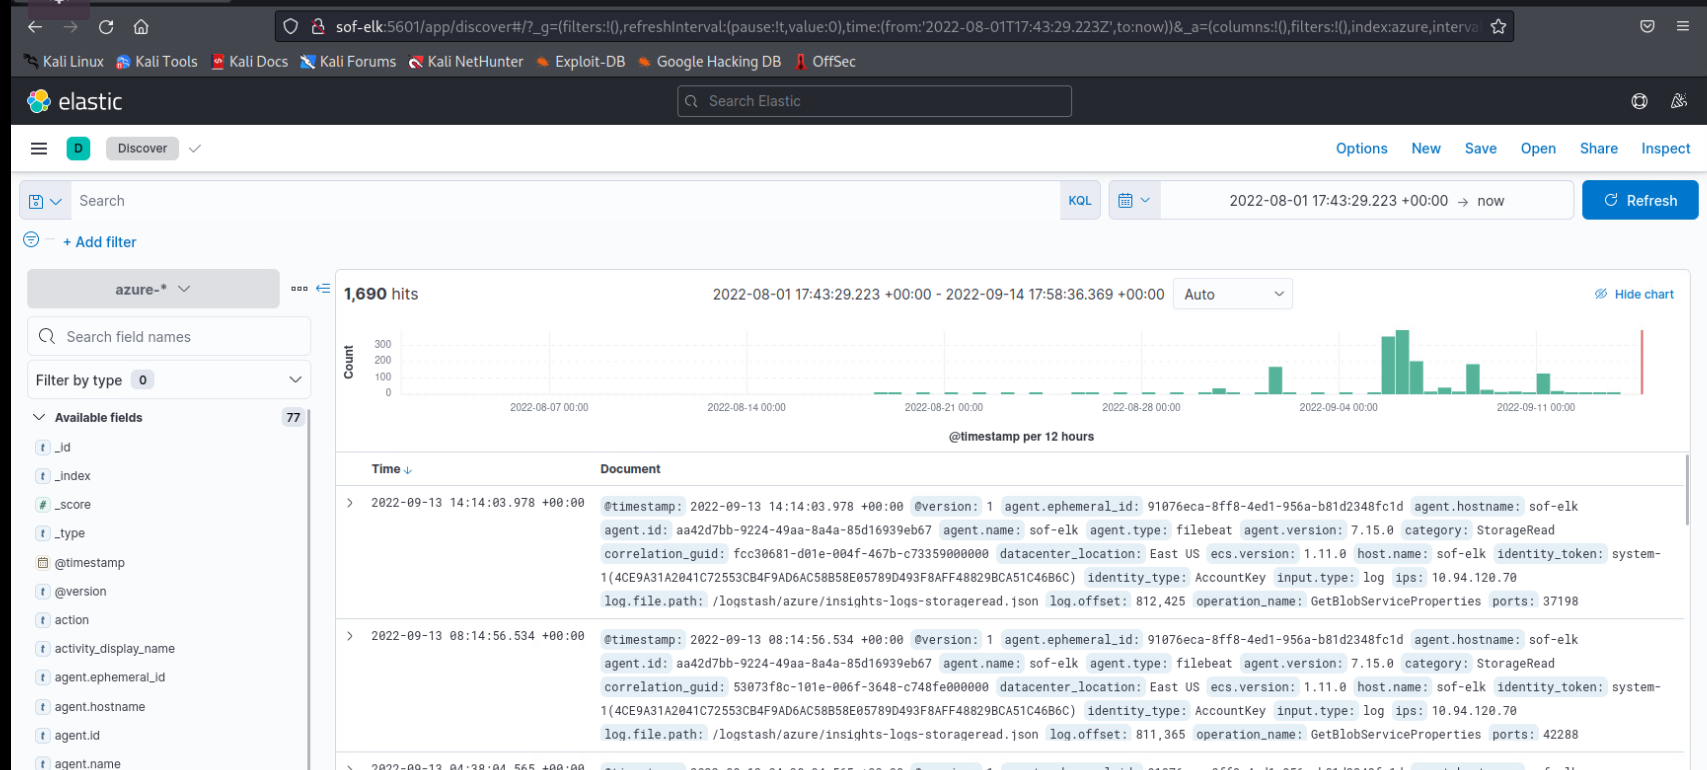 sof-elk:5601/app/discover#/?_g=(filters:!(),refreshInterval:(pause:!t,value:0),time:(from:'2022-08-01T17:43:29.223Z',to:now))&_a=(columns:!(),filters:!(),index:azure,interva
Kali Linux Kali Tools Kali Docs Kali Forums Kali NetHunter Exploit-DB Google Hacking DB OffSec
elastic Search Elastic
D Discover Options New Save Open Share Inspect
Search KQL 2022-08-01 17:43:29.223 +00:00 → now Refresh
+ Add filter
azure-*
1,690 hits 2022-08-01 17:43:29.223 +00:00 - 2022-09-14 17:58:36.369 +00:00 Auto Hide chart
Search field names
Filter by type 0
Available fields 77
t _id
t _index
# _score
t _type
@timestamp
t @version
t action
t activity_display_name
t agent.ephemeral_id
t agent.hostname
t agent.id
t agent.name
Count
300
200
100
0
2022-08-07 00:00 2022-08-14 00:00 2022-08-21 00:00 2022-08-28 00:00 2022-09-04 00:00 2022-09-11 00:00
@timestamp per 12 hours
Time ↓ Document
2022-09-13 14:14:03.978 +00:00 @timestamp: 2022-09-13 14:14:03.978 +00:00 @version: 1 agent.ephemeral_id: 91076eca-8ff8-4ed1-956a-b81d2348fc1d agent.hostname: sof-elk
agent.id: aa42d7bb-9224-49aa-8a4a-85d16939eb67 agent.name: sof-elk agent.type: filebeat agent.version: 7.15.0 category: StorageRead
correlation_guid: fcc30681-d01e-004f-467b-c73359000000 datacenter_location: East US ecs.version: 1.11.0 host.name: sof-elk identity_token: system-
1(4CE9A31A2041C72553CB4F9AD6AC58B58E05789D493F8AFF48829BCA51C46B6C) identity_type: AccountKey input.type: log ips: 10.94.120.70
log.file.path: /logstash/azure/insights-logs-storageread.json log.offset: 812,425 operation_name: GetBlobServiceProperties ports: 37198
2022-09-13 08:14:56.534 +00:00 @timestamp: 2022-09-13 08:14:56.534 +00:00 @version: 1 agent.ephemeral_id: 91076eca-8ff8-4ed1-956a-b81d2348fc1d agent.hostname: sof-elk
agent.id: aa42d7bb-9224-49aa-8a4a-85d16939eb67 agent.name: sof-elk agent.type: filebeat agent.version: 7.15.0 category: StorageRead
correlation_guid: 53073f8c-101e-006f-3648-c748fe000000 datacenter_location: East US ecs.version: 1.11.0 host.name: sof-elk identity_token: system-
1(4CE9A31A2041C72553CB4F9AD6AC58B58E05789D493F8AFF48829BCA51C46B6C) identity_type: AccountKey input.type: log ips: 10.94.120.70
log.file.path: /logstash/azure/insights-logs-storageread.json log.offset: 811,365 operation_name: GetBlobServiceProperties ports: 42288
2022-09-13 04:38:04.565 +00:00